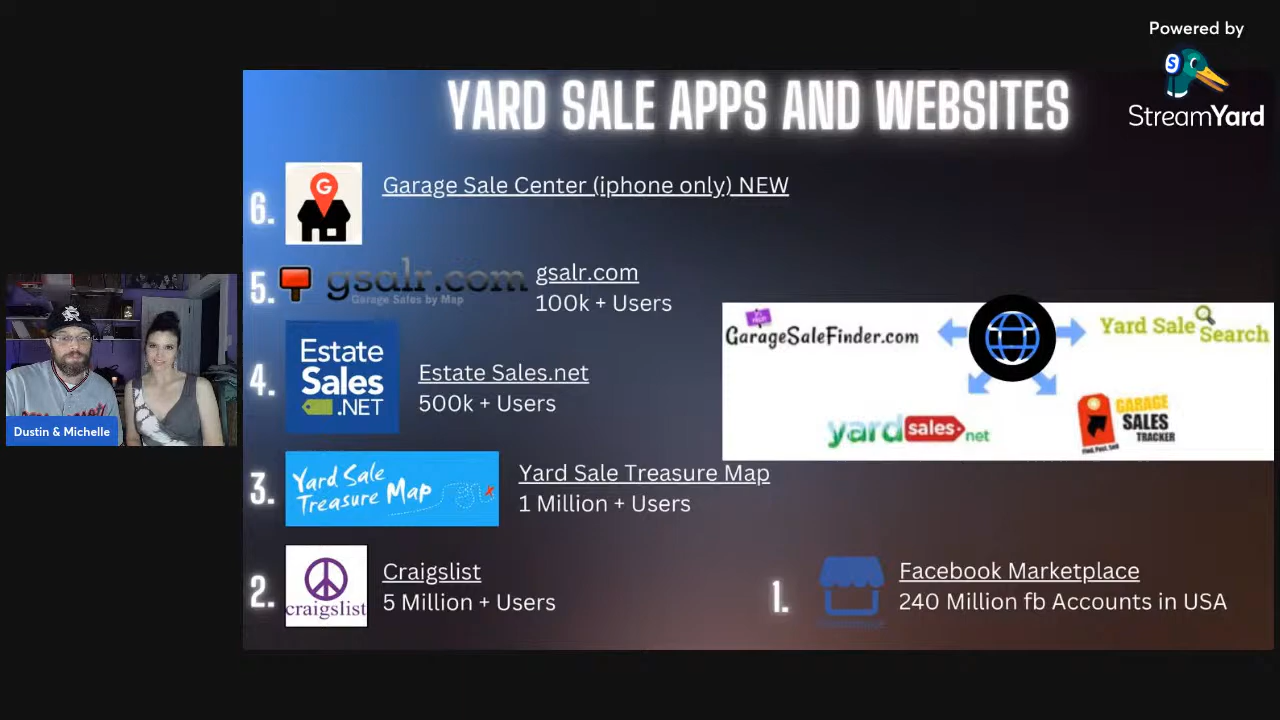 Powered by
StreamYard
YARD SALE APPS AND WEBSITES
6.
G
Garage Sale Center (iphone only) NEW
5.
gsalr.com
Garage Sales by Map
gsalr.com
100k + Users
4.
Estate
Sales
.NET
Estate Sales.net
500k + Users
GarageSaleFinder.com
Yard Sale Search
yardsales.net
GARAGE
SALES
TRACKER
Find, Post, Sell
3.
Yard Sale
Treasure Map
Yard Sale Treasure Map
1 Million + Users
2.
craigslist
Craigslist
5 Million + Users
1.
Facebook Marketplace
240 Million fb Accounts in USA
Dustin & Michelle